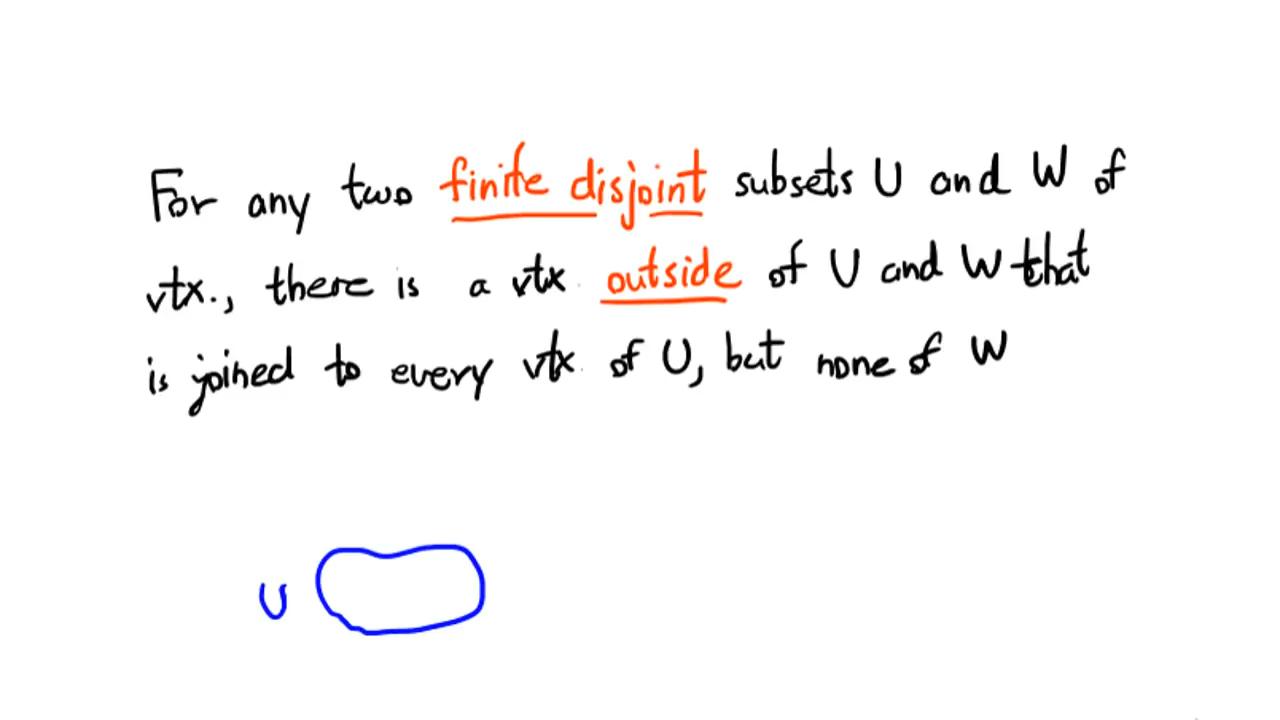 For any two finite disjoint subsets U and W of
vtx., there is a vtx outside of U and W that
is joined to every vtx. of U, but none of W
U